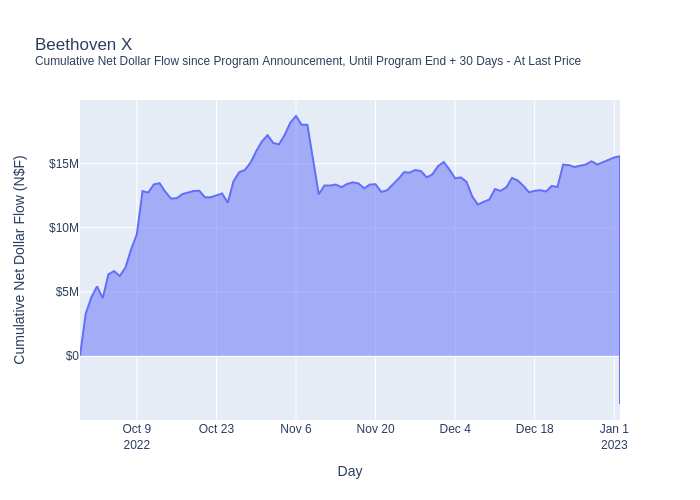 Beethoven X
Cumulative Net Dollar Flow since Program Announcement, Until Program End + 30 Days - At Last Price
Cumulative Net Dollar Flow (N$F)
$15M
$10M
$5M
$0
Oct 9
2022
Oct 23
Nov 6
Nov 20
Dec 4
Dec 18
Jan 1
2023
Day